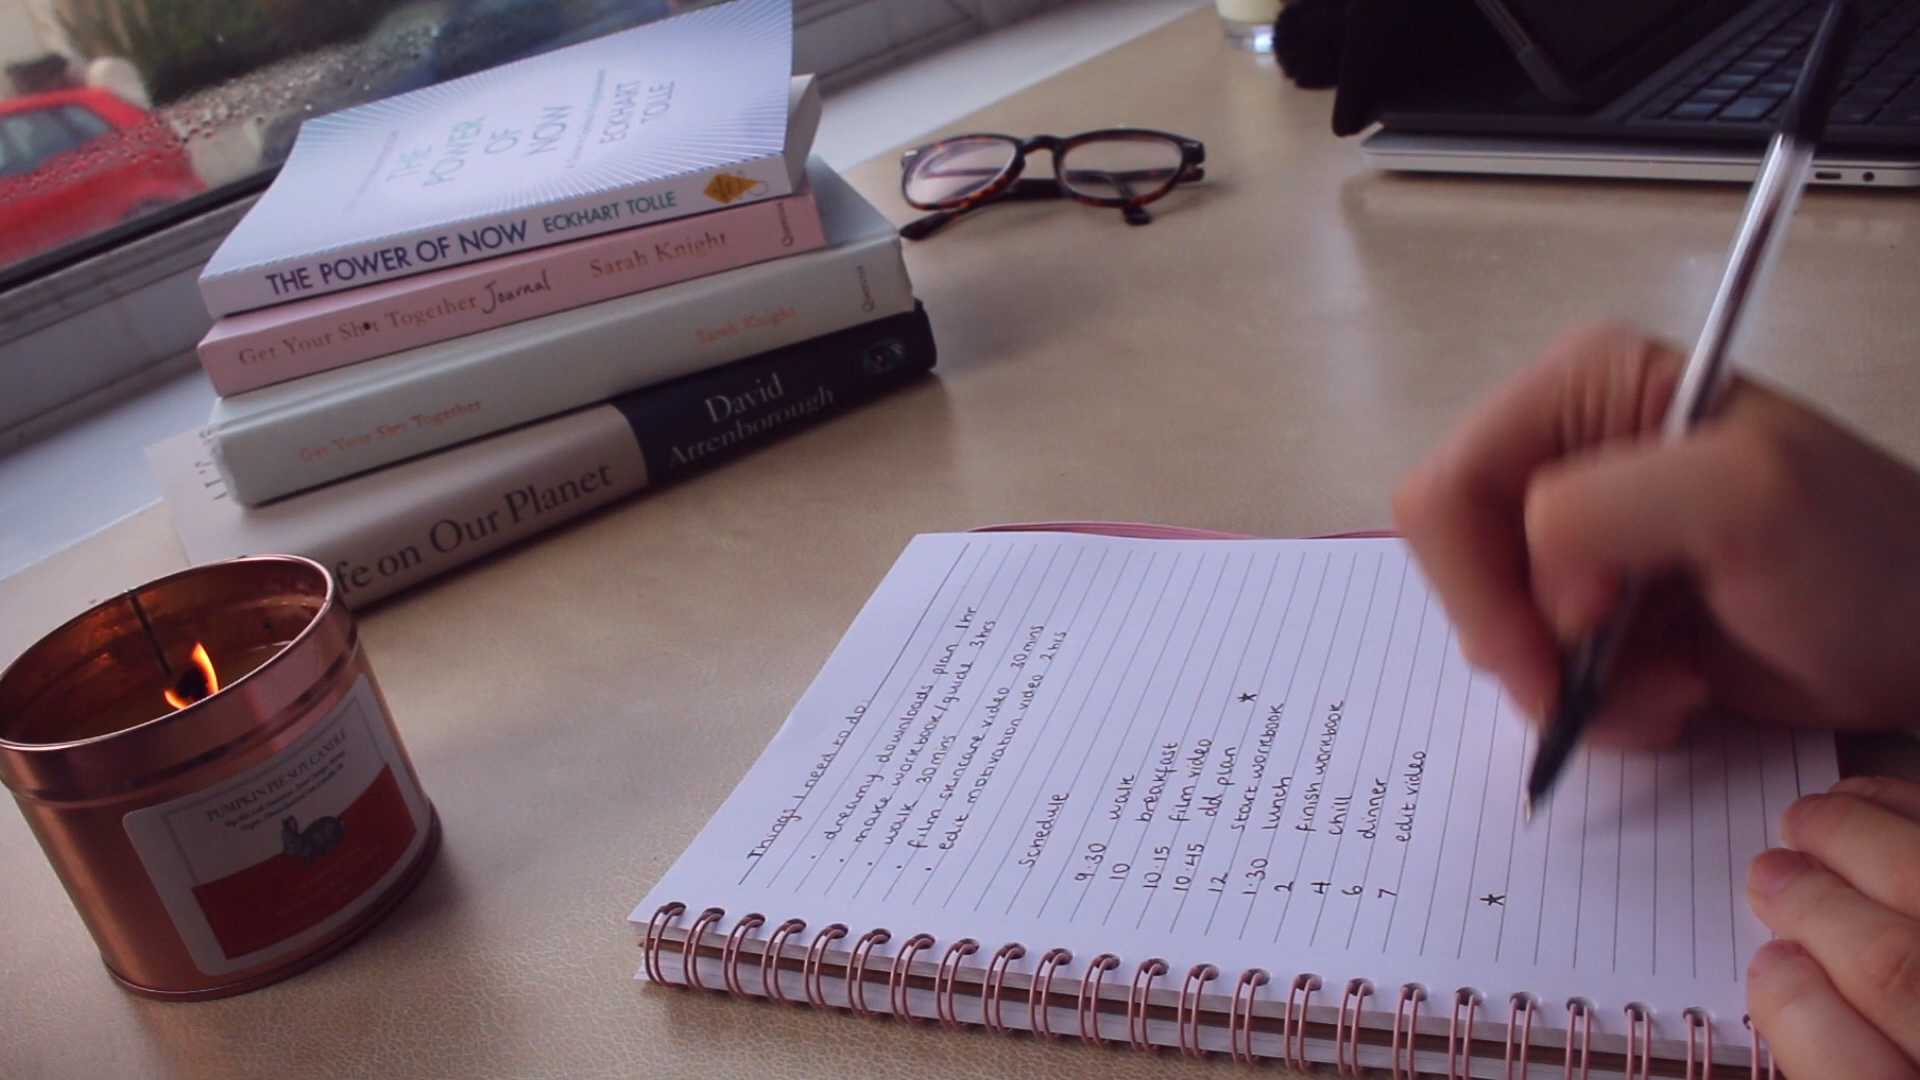 THE POWER OF NOW
ECKHART TOLLE
THE POWER OF NOW ECKHART TOLLE
Get Your Sh•t Together Journal Sarah Knight Quercus
Get Your Sh•t Together Sarah Knight Quercus
fe on Our Planet David Attenborough
PUMPKIN PIE SOY CANDLE
Things I need to do:
• dreamy downloads plan 1hr
• make workbook/guide 3hrs
• walk 30mins
• film skincare video 30mins
• edit motivation video 2hrs
Schedule
9.30 walk
10 breakfast
10.15 film video
10.45 dd plan
12 start workbook ★
1.30 lunch
2 finish workbook
4 chill
6 dinner
7 edit video
★